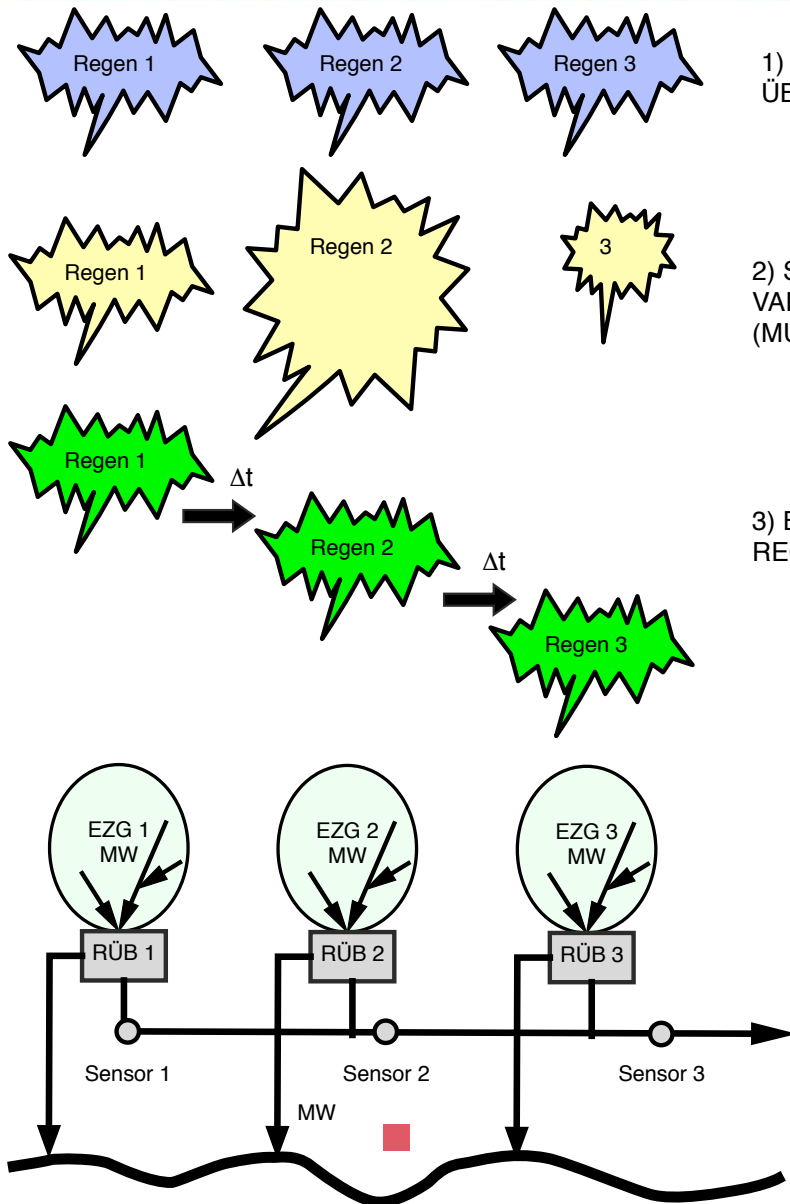 Regen 1
Regen 2
Regen 3
1)
Regen 1
Regen 2
3
2)
Regen 1
Δt
Regen 2
Δt
3)
Regen 3
EZG 1
MW
EZG 2
MW
EZG 3
MW
RÜB 1
RÜB 2
RÜB 3
Sensor 1
Sensor 2
Sensor 3
MW